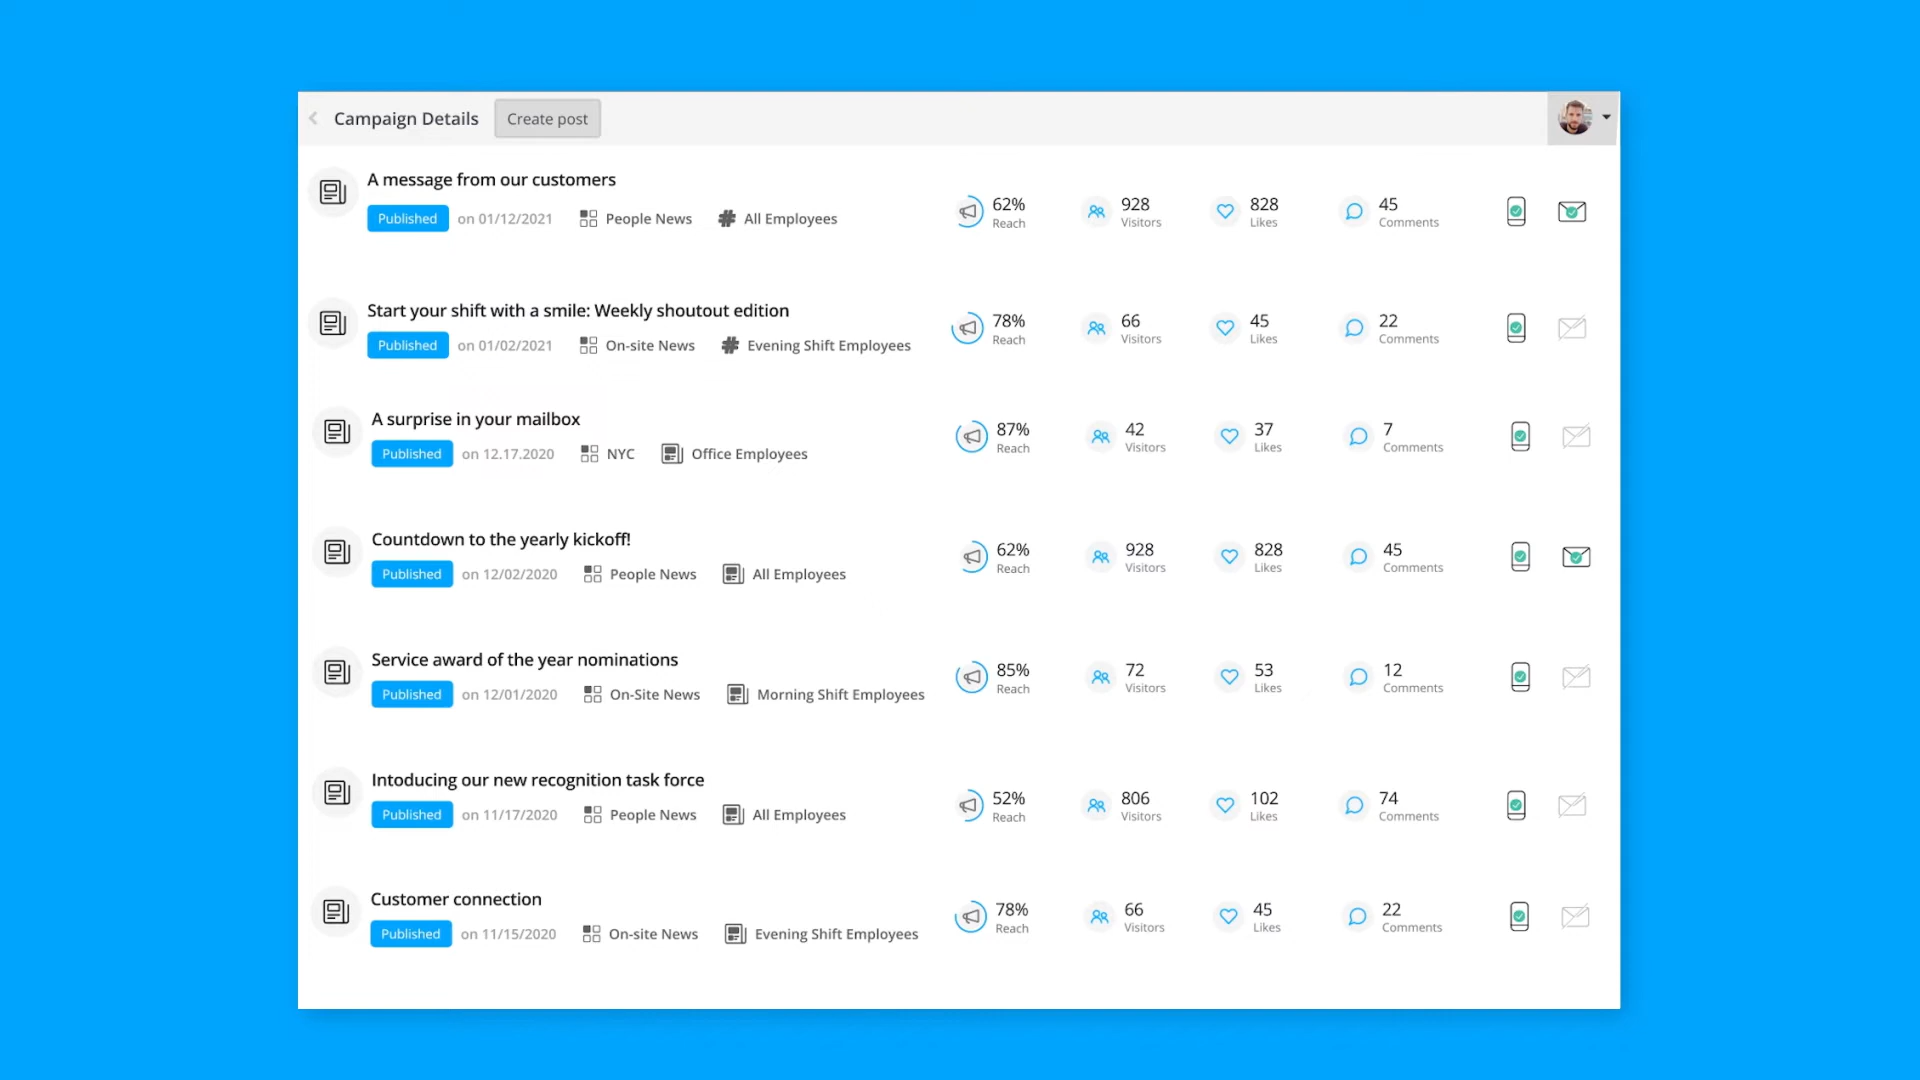 Campaign Details Create post
A message from our customers
Published on 01/12/2021 People News All Employees
62% Reach 928 Visitors 828 Likes 45 Comments
Start your shift with a smile: Weekly shoutout edition
Published on 01/02/2021 On-site News Evening Shift Employees
78% Reach 66 Visitors 45 Likes 22 Comments
A surprise in your mailbox
Published on 12.17.2020 NYC Office Employees
87% Reach 42 Visitors 37 Likes 7 Comments
Countdown to the yearly kickoff!
Published on 12/02/2020 People News All Employees
62% Reach 928 Visitors 828 Likes 45 Comments
Service award of the year nominations
Published on 12/01/2020 On-Site News Morning Shift Employees
85% Reach 72 Visitors 53 Likes 12 Comments
Intoducing our new recognition task force
Published on 11/17/2020 People News All Employees
52% Reach 806 Visitors 102 Likes 74 Comments
Customer connection
Published on 11/15/2020 On-site News Evening Shift Employees
78% Reach 66 Visitors 45 Likes 22 Comments